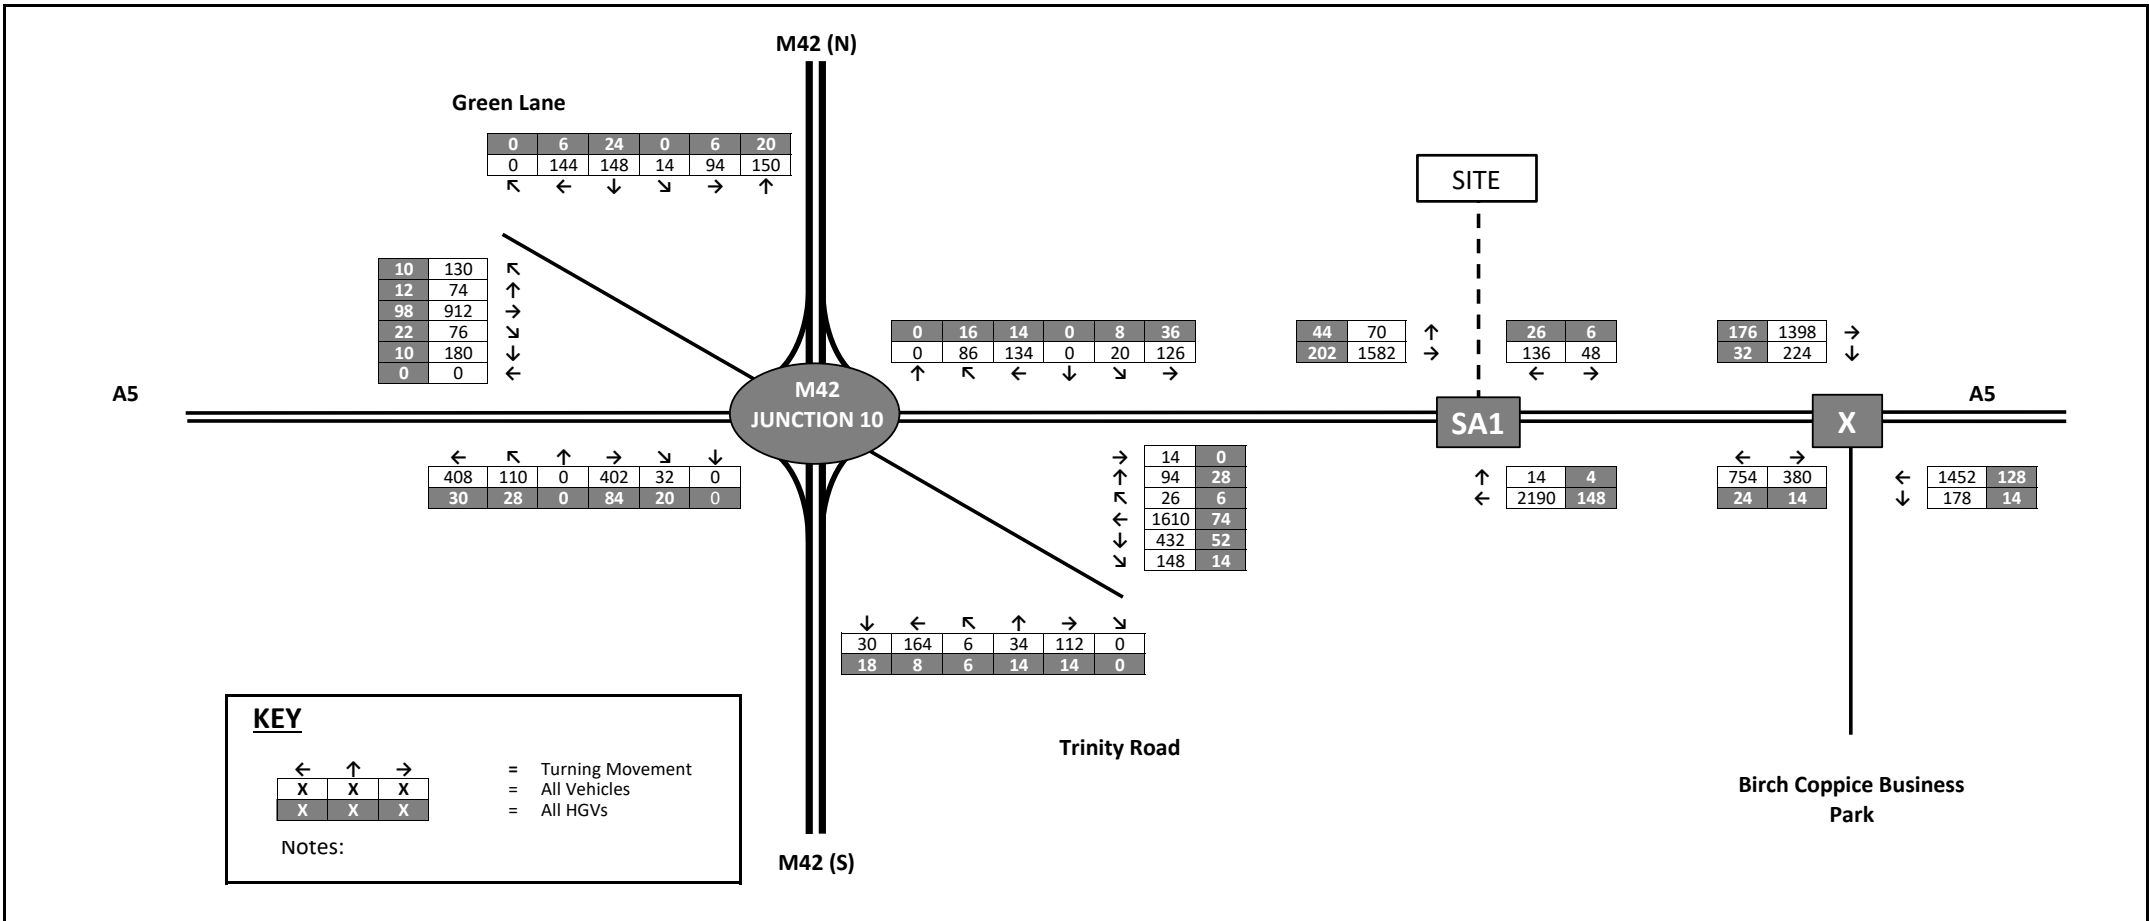 M42 (N)
Green Lane
0 6 24 0 6 20
0 144 148 14 94 150
↖ ← ↓ ↘ → ↑
SITE
10 130 ↖
12 74 ↑
98 912 →
22 76 ↘
10 180 ↓
0 0 ←
0 16 14 0 8 36
0 86 134 0 20 126
↑ ↖ ← ↓ ↘ →
44 70 ↑
202 1582 →
26 6
136 48
← →
176 1398 →
32 224 ↓
A5
M42
JUNCTION 10
SA1
X
A5
← ↖ ↑ → ↘ ↓
408 110 0 402 32 0
30 28 0 84 20 0
→ 14 0
↑ 94 28
↖ 26 6
← 1610 74
↓ 432 52
↘ 148 14
↑ 14 4
← 2190 148
← →
754 380
24 14
← 1452 128
↓ 178 14
↓ ← ↖ ↑ → ↘
30 164 6 34 112 0
18 8 6 14 14 0
KEY
← ↑ → = Turning Movement
X X X = All Vehicles
X X X = All HGVs
Notes:
Trinity Road
Birch Coppice Business
Park
M42 (S)